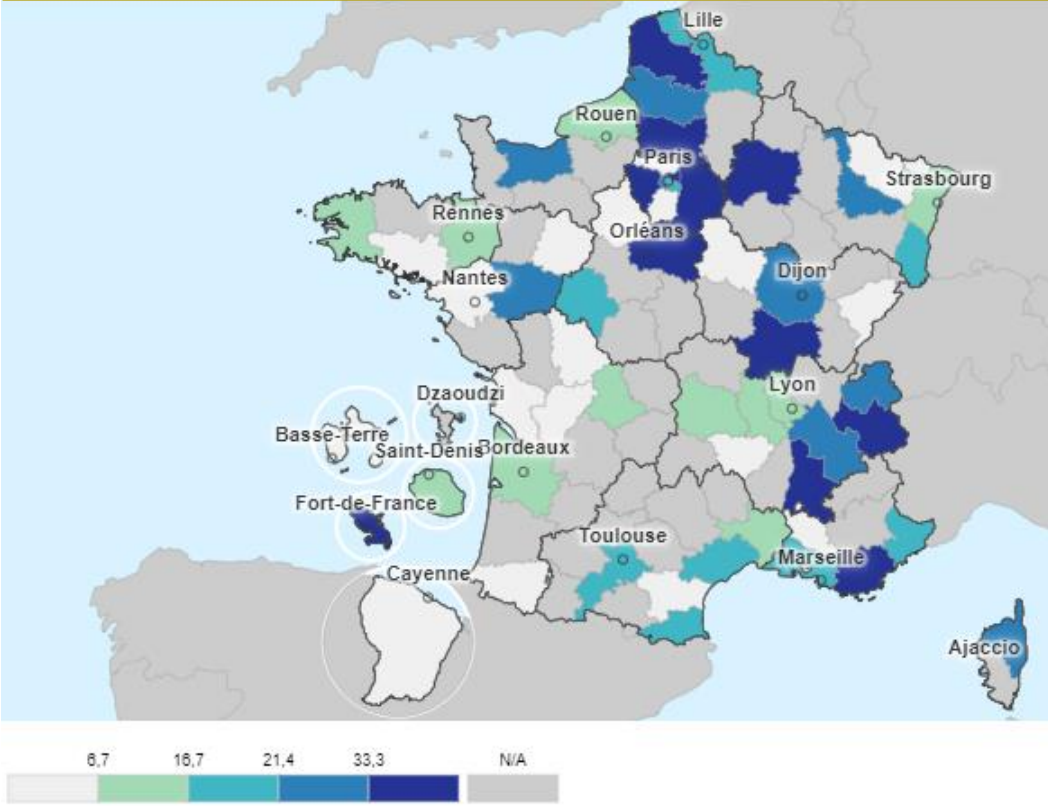 Lille
Rouen
Paris
Strasbourg
Rennes
Orléans
Nantes
Dijon
Lyon
Dzaoudzi
Basse-Terre
Saint-Denis
Bordeaux
Fort-de-France
Toulouse
Marseille
Cayenne
Ajaccio
6,7 16,7 21,4 33,3 N/A